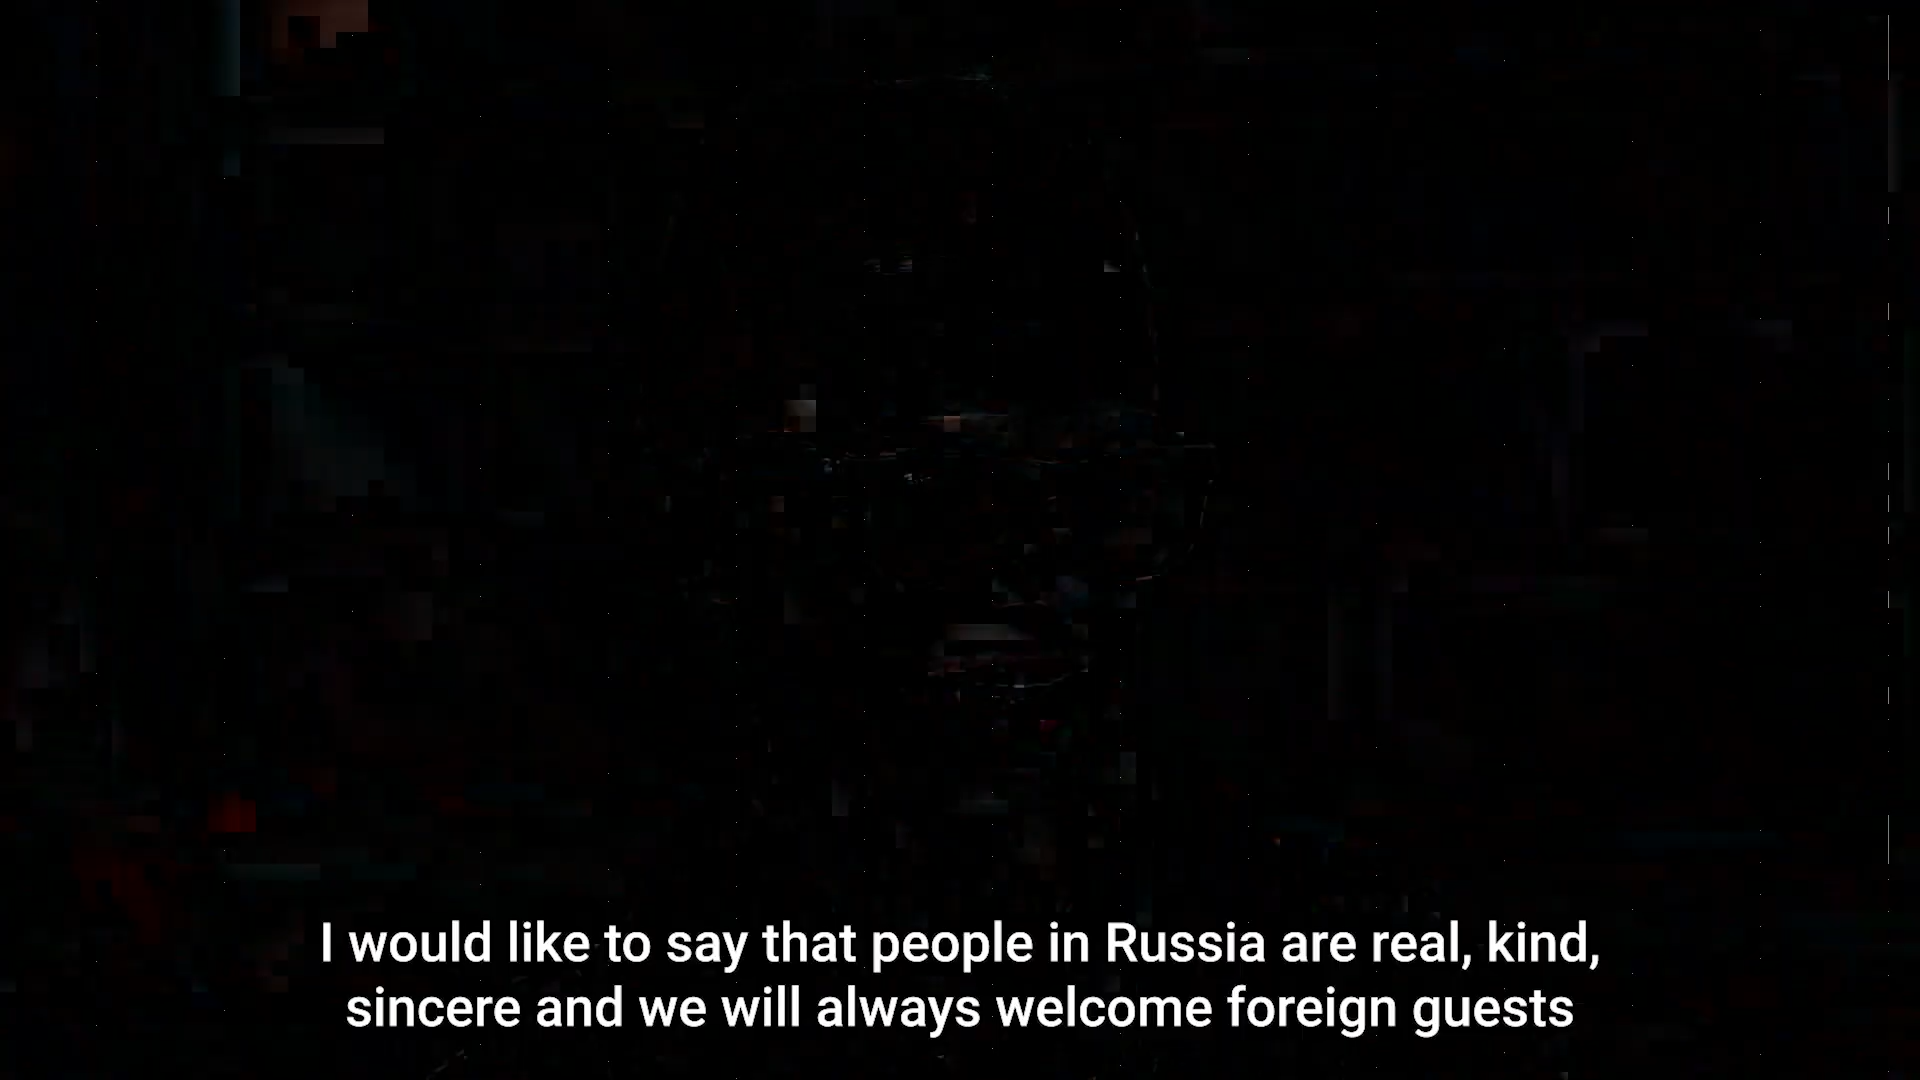 I would like to say that people in Russia are real, kind,
sincere and we will always welcome foreign guests